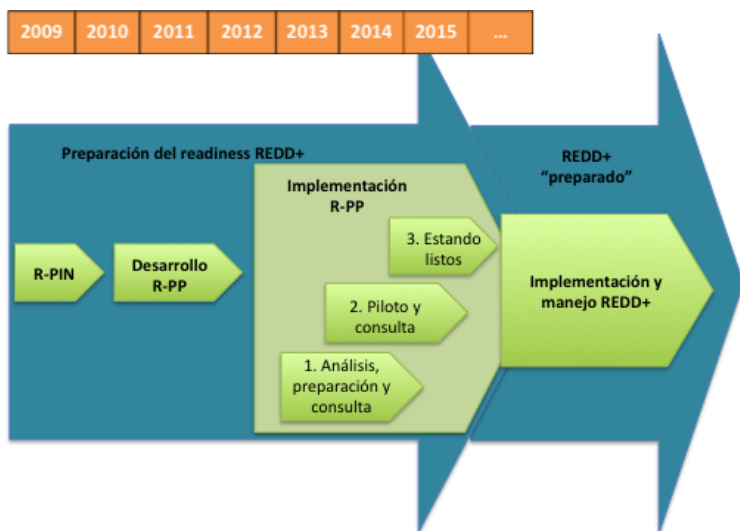 2009 2010 2011 2012 2013 2014 2015 ...
Preparación del readiness REDD+
REDD+
“preparado”
Implementación
R-PP
3. Estando
listos
R-PIN
Desarrollo
R-PP
Implementación y
manejo REDD+
2. Piloto y
consulta
1. Análisis,
preparación y
consulta